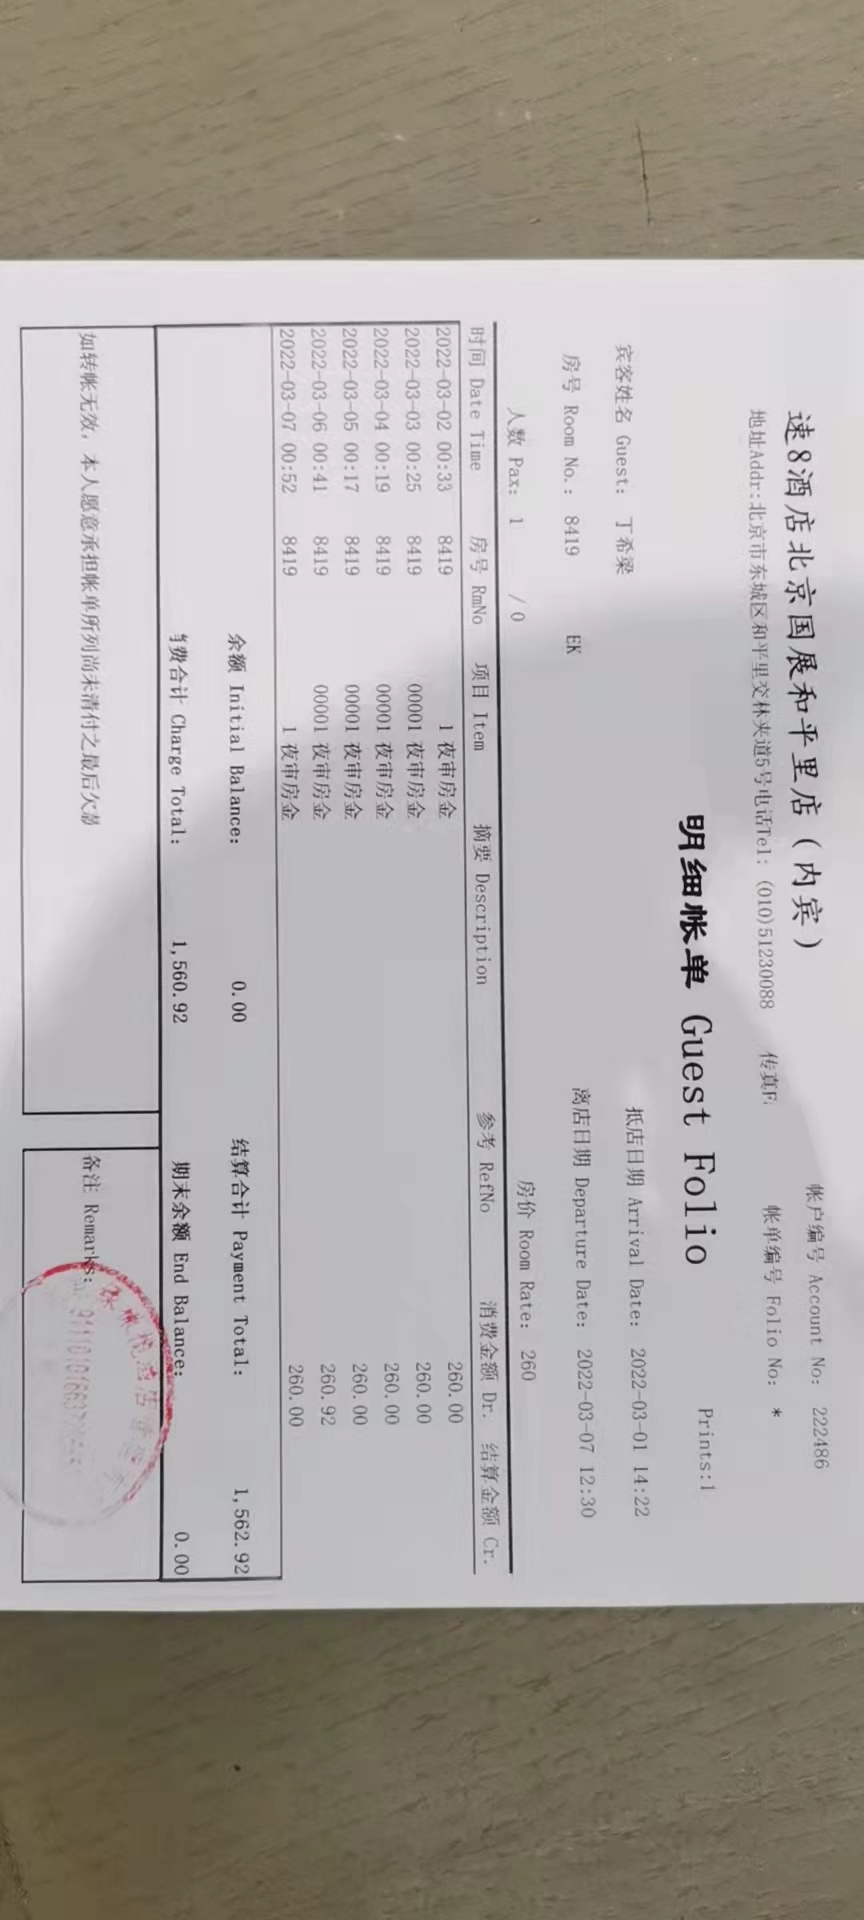 速8酒店北京国展和平里店（内宾）
帐户编号 Account No: 222486
地址Addr:北京市东城区和平里交林夹道5号电话Tel: (010)51230088 传真F
帐单编号 Folio No: *
明细帐单 Guest Folio
Prints:1
宾客姓名 Guest: 丁希梁 抵店日期 Arrival Date: 2022-03-01 14:22
房号 Room No.: 8419 EK 离店日期 Departure Date: 2022-03-07 12:30
人数 Pax: 1 / 0 房价 Room Rate: 260
时间 Date Time 房号 RmNo 项目 Item 摘要 Description 参考 RefNo 消费金额 Dr. 结算金额 Cr.
2022-03-02 00:33 8419 1 夜审房金 260.00
2022-03-03 00:25 8419 00001 夜审房金 260.00
2022-03-04 00:19 8419 00001 夜审房金 260.00
2022-03-05 00:17 8419 00001 夜审房金 260.00
2022-03-06 00:41 8419 00001 夜审房金 260.92
2022-03-07 00:52 8419 1 夜审房金 260.00
余额 Initial Balance: 0.00 结算合计 Payment Total: 1,562.92
费合计 Charge Total: 1,560.92 期末余额 End Balance: 0.00
如转帐无效，本人愿意承担帐单所列尚未清付之最后欠
备注 Remarks: